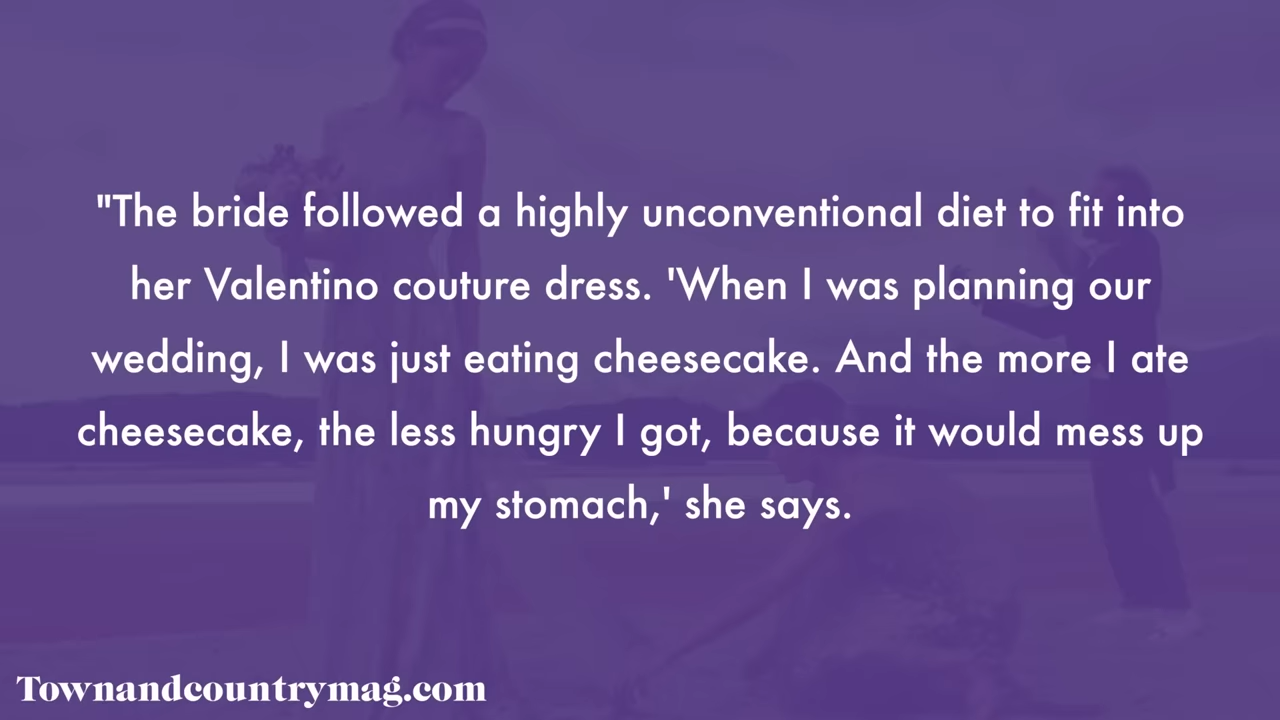 "The bride followed a highly unconventional diet to fit into
her Valentino couture dress. 'When I was planning our
wedding, I was just eating cheesecake. And the more I ate
cheesecake, the less hungry I got, because it would mess up
my stomach,' she says.
Townandcountrymag.com